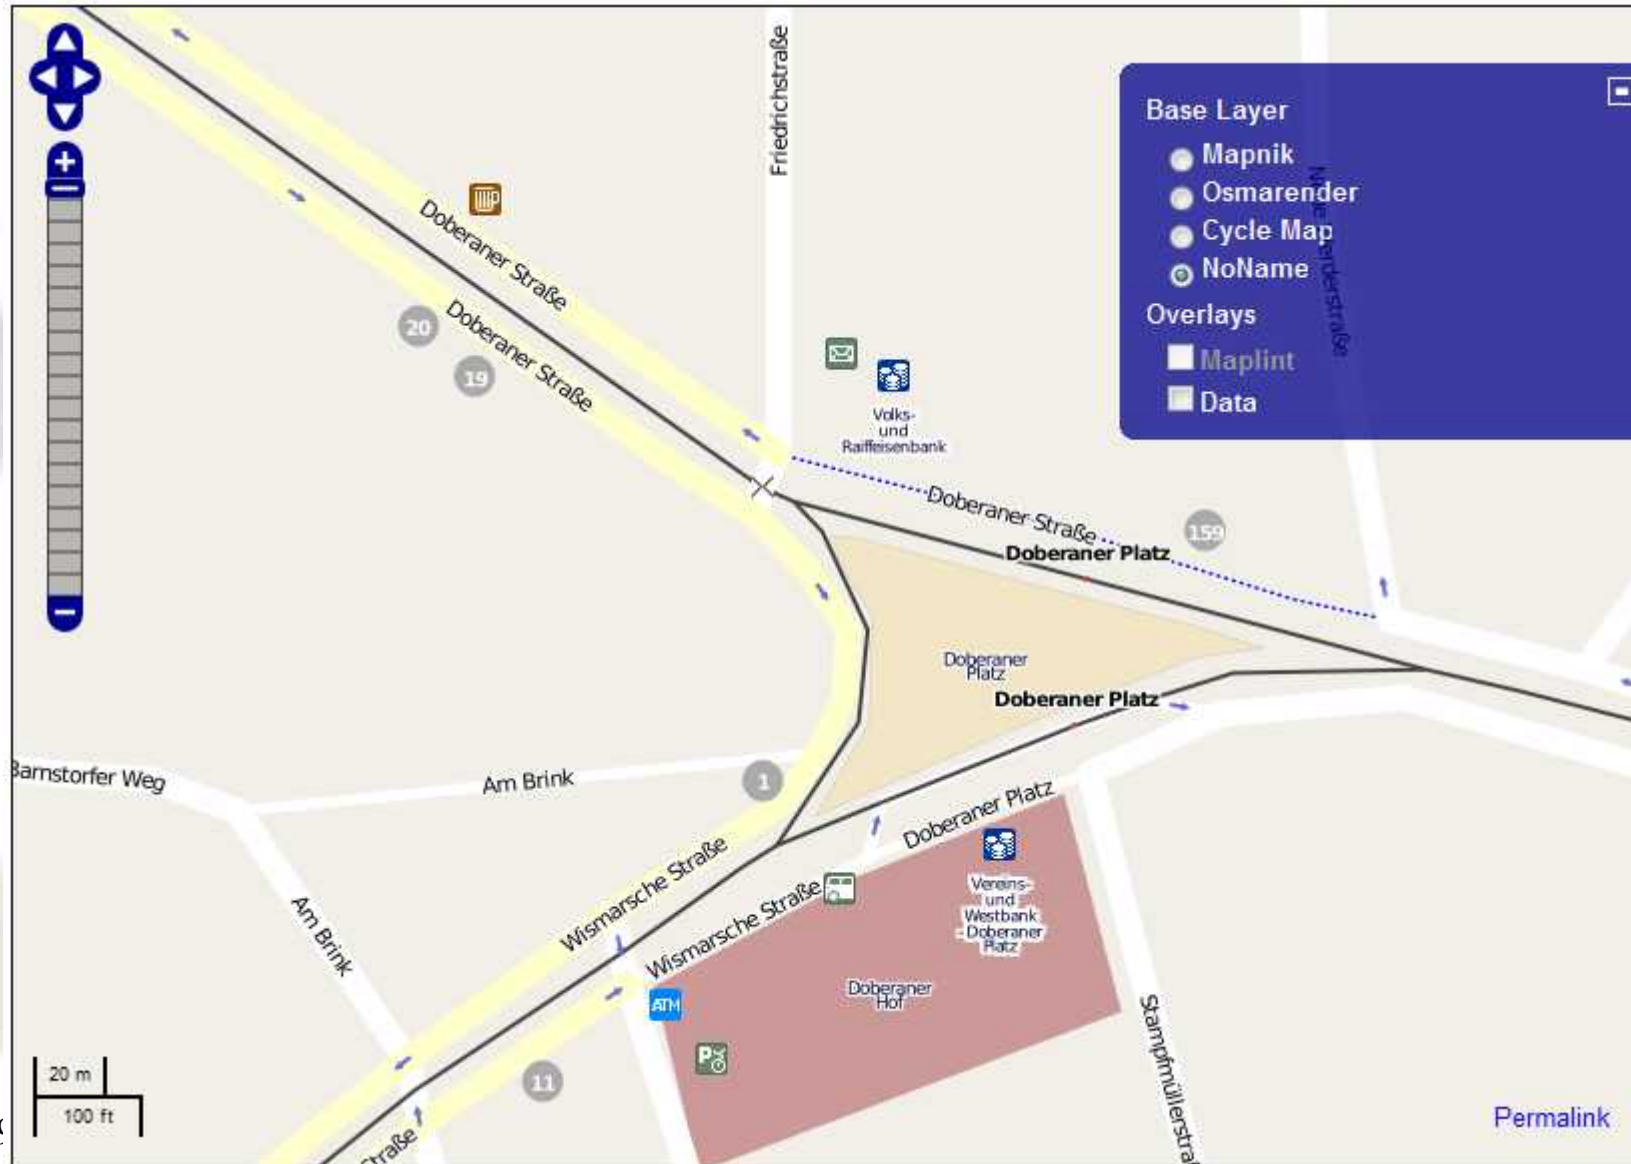 Friedrichstraße
Base Layer
Mapnik
Osmarender
Cycle Map
NoName
Overlays
Maplint
Data
Doberaner Straße
Doberaner Straße
20
19
Volks-
und
Raiffeisenbank
Doberaner Straße
159
Doberaner Platz
Doberaner
Platz
Doberaner Platz
Barnstorfer Weg
Am Brink
1
Doberaner Platz
Wismarsche Straße
Wismarsche Straße
Vereins-
und
Westbank
- Doberaner
Platz
Am Brink
ATM
Doberaner
Hof
P
11
Stampfmüllerstraß
20 m
100 ft
Straße
Permalink